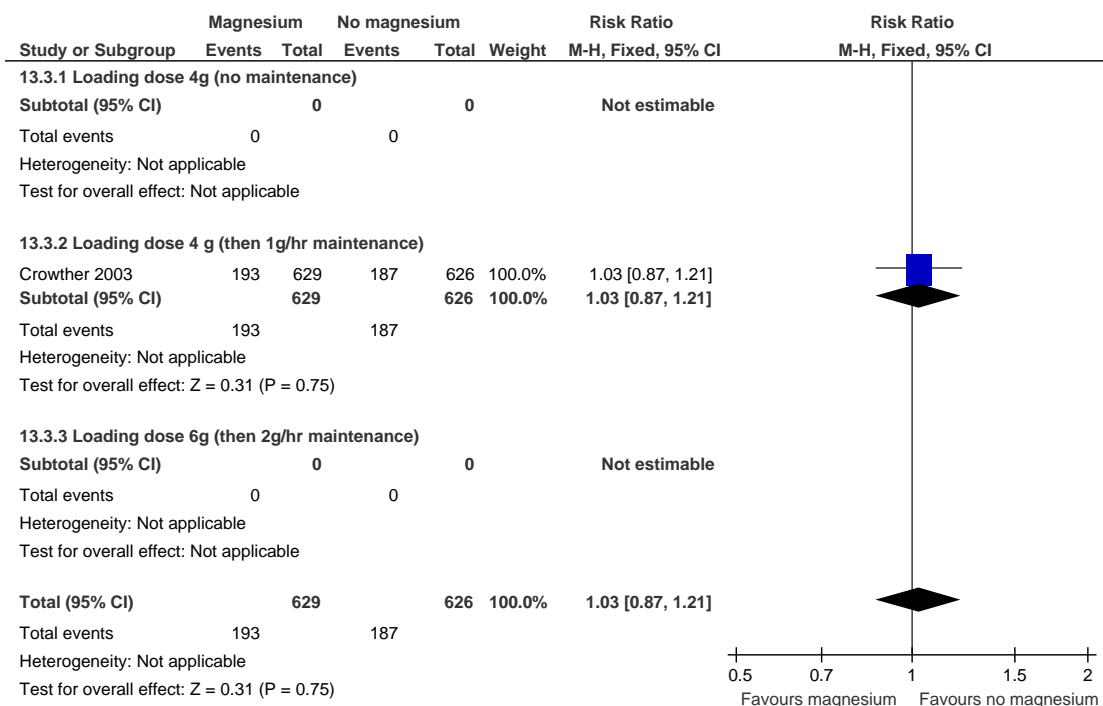 Magnesium No magnesium Risk Ratio Risk Ratio
Study or Subgroup Events Total Events Total Weight M-H, Fixed, 95% CI M-H, Fixed, 95% CI
13.3.1 Loading dose 4g (no maintenance)
Subtotal (95% CI) 0 0 Not estimable
Total events 0 0
Heterogeneity: Not applicable
Test for overall effect: Not applicable
13.3.2 Loading dose 4 g (then 1g/hr maintenance)
Crowther 2003 193 629 187 626 100.0% 1.03 [0.87, 1.21]
Subtotal (95% CI) 629 626 100.0% 1.03 [0.87, 1.21]
Total events 193 187
Heterogeneity: Not applicable
Test for overall effect: Z = 0.31 (P = 0.75)
13.3.3 Loading dose 6g (then 2g/hr maintenance)
Subtotal (95% CI) 0 0 Not estimable
Total events 0 0
Heterogeneity: Not applicable
Test for overall effect: Not applicable
Total (95% CI) 629 626 100.0% 1.03 [0.87, 1.21]
Total events 193 187
Heterogeneity: Not applicable
Test for overall effect: Z = 0.31 (P = 0.75)
0.5 0.7 1 1.5 2
Favours magnesium Favours no magnesium